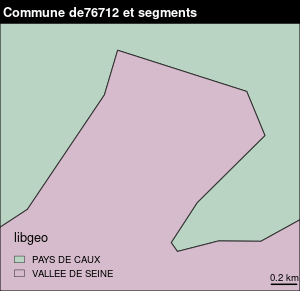 Commune de76712 et segments
libgeo
PAYS DE CAUX
VALLEE DE SEINE
0.2 km